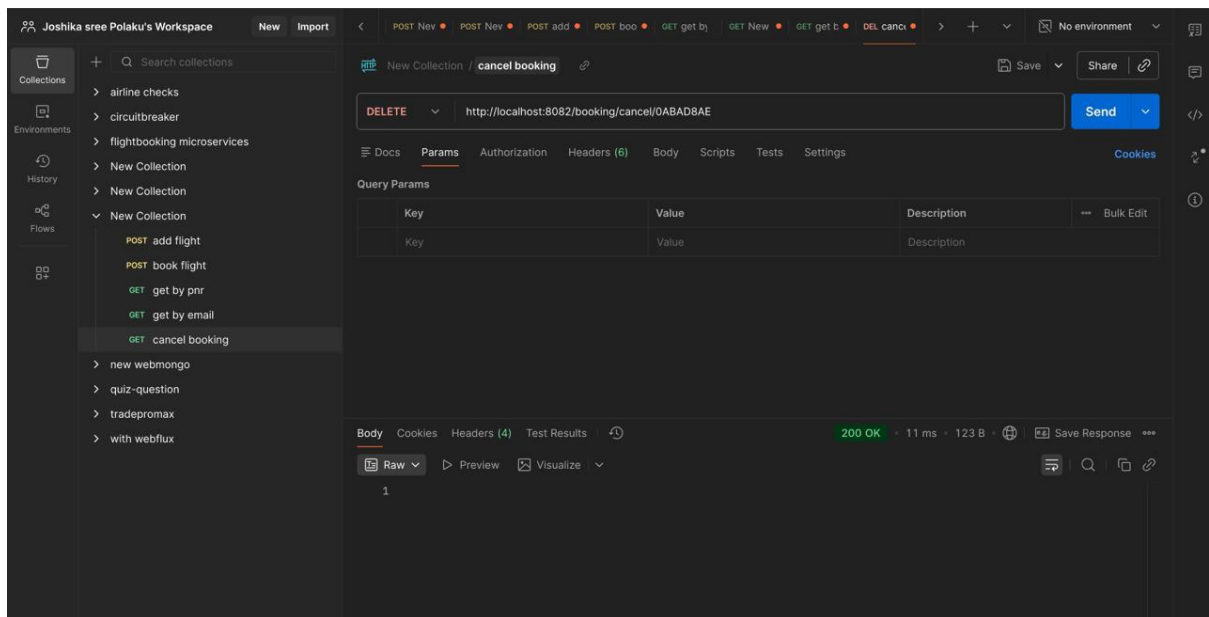 Joshika sree Polaku's Workspace New Import
POST Nev POST Nev POST add POST boo GET get by GET New GET get b DEL cance No environment
Collections
Environments
History
Flows
Search collections
airline checks
circuitbreaker
flightbooking microservices
New Collection
New Collection
New Collection
POST add flight
POST book flight
GET get by pnr
GET get by email
GET cancel booking
new webmongo
quiz-question
tradepromax
with webflux
HTTP New Collection / cancel booking Save Share
DELETE http://localhost:8082/booking/cancel/0ABAD8AE Send
Docs Params Authorization Headers (6) Body Scripts Tests Settings Cookies
Query Params
Key Value Description Bulk Edit
Key Value Description
Body Cookies Headers (4) Test Results 200 OK 11 ms 123 B Save Response
Raw Preview Visualize
1